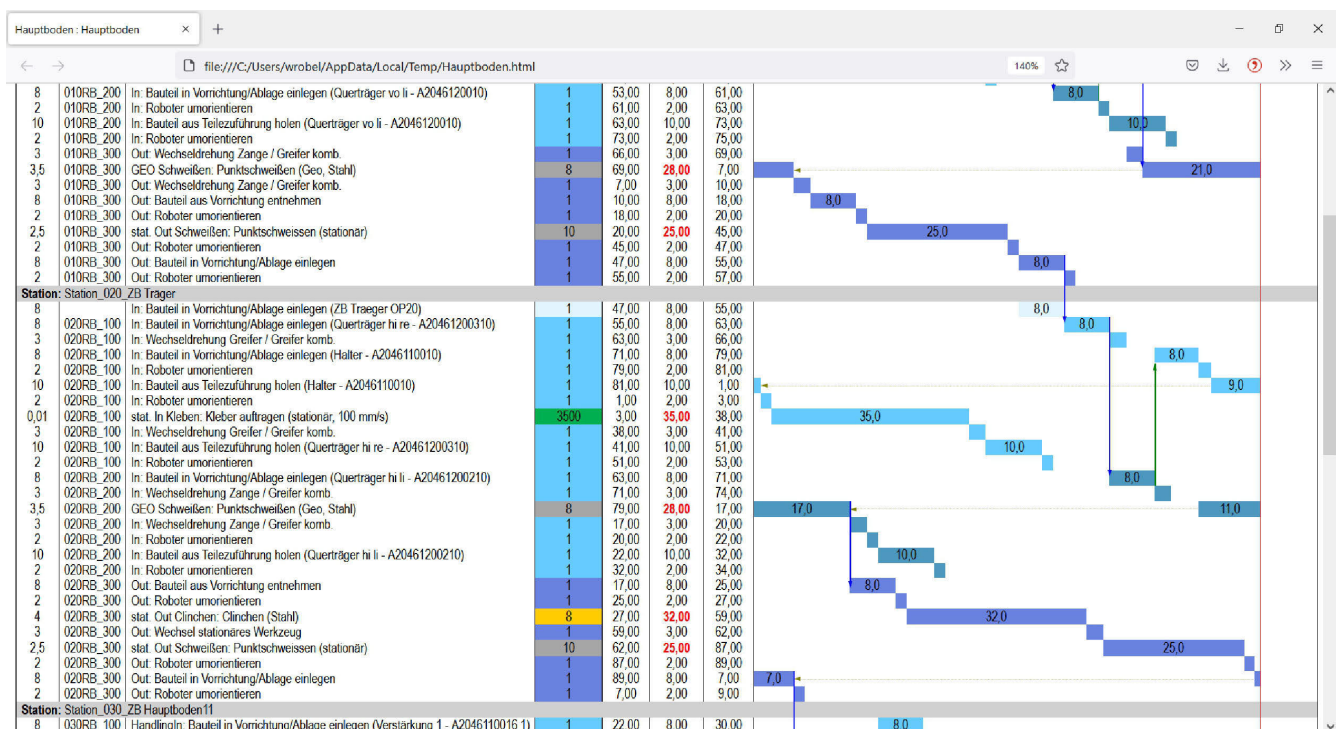 Hauptboden : Hauptboden
file:///C:/Users/wrobel/AppData/Local/Temp/Hauptboden.html 140%
8 010RB_200 In: Bauteil in Vorrichtung/Ablage einlegen (Querträger vo li - A2046120010) 1 53,00 8,00 61,00 8,0
2 010RB_200 In: Roboter umorientieren 1 61,00 2,00 63,00
10 010RB_200 In: Bauteil aus Teilezuführung holen (Querträger vo li - A2046120010) 1 63,00 10,00 73,00 10,0
2 010RB_200 In: Roboter umorientieren 1 73,00 2,00 75,00
3 010RB_300 Out: Wechseldrehung Zange / Greifer komb. 1 66,00 3,00 69,00
3,5 010RB_300 GEO Schweißen: Punktschweißen (Geo, Stahl) 8 69,00 28,00 7,00 21,0
3 010RB_300 Out: Wechseldrehung Zange / Greifer komb. 1 7,00 3,00 10,00
8 010RB_300 Out: Bauteil aus Vorrichtung entnehmen 1 10,00 8,00 18,00 8,0
2 010RB_300 Out: Roboter umorientieren 1 18,00 2,00 20,00
2,5 010RB_300 stat. Out Schweißen: Punktschweissen (stationär) 10 20,00 25,00 45,00 25,0
2 010RB_300 Out: Roboter umorientieren 1 45,00 2,00 47,00
8 010RB_300 Out: Bauteil in Vorrichtung/Ablage einlegen 1 47,00 8,00 55,00 8,0
2 010RB_300 Out: Roboter umorientieren 1 55,00 2,00 57,00
Station: Station_020_ZB Träger
8 In: Bauteil in Vorrichtung/Ablage einlegen (ZB Traeger OP20) 1 47,00 8,00 55,00 8,0
8 020RB_100 In: Bauteil in Vorrichtung/Ablage einlegen (Querträger hi re - A20461200310) 1 55,00 8,00 63,00 8,0
3 020RB_100 In: Wechseldrehung Greifer / Greifer komb. 1 63,00 3,00 66,00
8 020RB_100 In: Bauteil in Vorrichtung/Ablage einlegen (Halter - A2046110010) 1 71,00 8,00 79,00 8,0
2 020RB_100 In: Roboter umorientieren 1 79,00 2,00 81,00
10 020RB_100 In: Bauteil aus Teilezuführung holen (Halter - A2046110010) 1 81,00 10,00 1,00 9,0
2 020RB_100 In: Roboter umorientieren 1 1,00 2,00 3,00
0,01 020RB_100 stat. In Kleben: Kleber auftragen (stationär, 100 mm/s) 3500 3,00 35,00 38,00 35,0
3 020RB_100 In: Wechseldrehung Greifer / Greifer komb. 1 38,00 3,00 41,00
10 020RB_100 In: Bauteil aus Teilezuführung holen (Querträger hi re - A20461200310) 1 41,00 10,00 51,00 10,0
2 020RB_100 In: Roboter umorientieren 1 51,00 2,00 53,00
8 020RB_200 In: Bauteil in Vorrichtung/Ablage einlegen (Querträger hi li - A20461200210) 1 63,00 8,00 71,00 8,0
3 020RB_200 In: Wechseldrehung Zange / Greifer komb. 1 71,00 3,00 74,00
3,5 020RB_200 GEO Schweißen: Punktschweißen (Geo, Stahl) 8 79,00 28,00 17,00 17,0 11,0
3 020RB_200 In: Wechseldrehung Zange / Greifer komb. 1 17,00 3,00 20,00
2 020RB_200 In: Roboter umorientieren 1 20,00 2,00 22,00
10 020RB_200 In: Bauteil aus Teilezuführung holen (Querträger hi li - A20461200210) 1 22,00 10,00 32,00 10,0
2 020RB_200 In: Roboter umorientieren 1 32,00 2,00 34,00
8 020RB_300 Out: Bauteil aus Vorrichtung entnehmen 1 17,00 8,00 25,00 8,0
2 020RB_300 Out: Roboter umorientieren 1 25,00 2,00 27,00
4 020RB_300 stat. Out Clinchen: Clinchen (Stahl) 8 27,00 32,00 59,00 32,0
3 020RB_300 Out: Wechsel stationäres Werkzeug 1 59,00 3,00 62,00
2,5 020RB_300 stat. Out Schweißen: Punktschweissen (stationär) 10 62,00 25,00 87,00 25,0
2 020RB_300 Out: Roboter umorientieren 1 87,00 2,00 89,00
8 020RB_300 Out: Bauteil in Vorrichtung/Ablage einlegen 1 89,00 8,00 7,00 7,0
2 020RB_300 Out: Roboter umorientieren 1 7,00 2,00 9,00
Station: Station_030_ZB Hauptboden11
8 030RB_100 HandlingIn: Bauteil in Vorrichtung/Ablage einlegen (Verstärkung 1 - A2046110016 1) 1 22,00 8,00 30,00 8,0